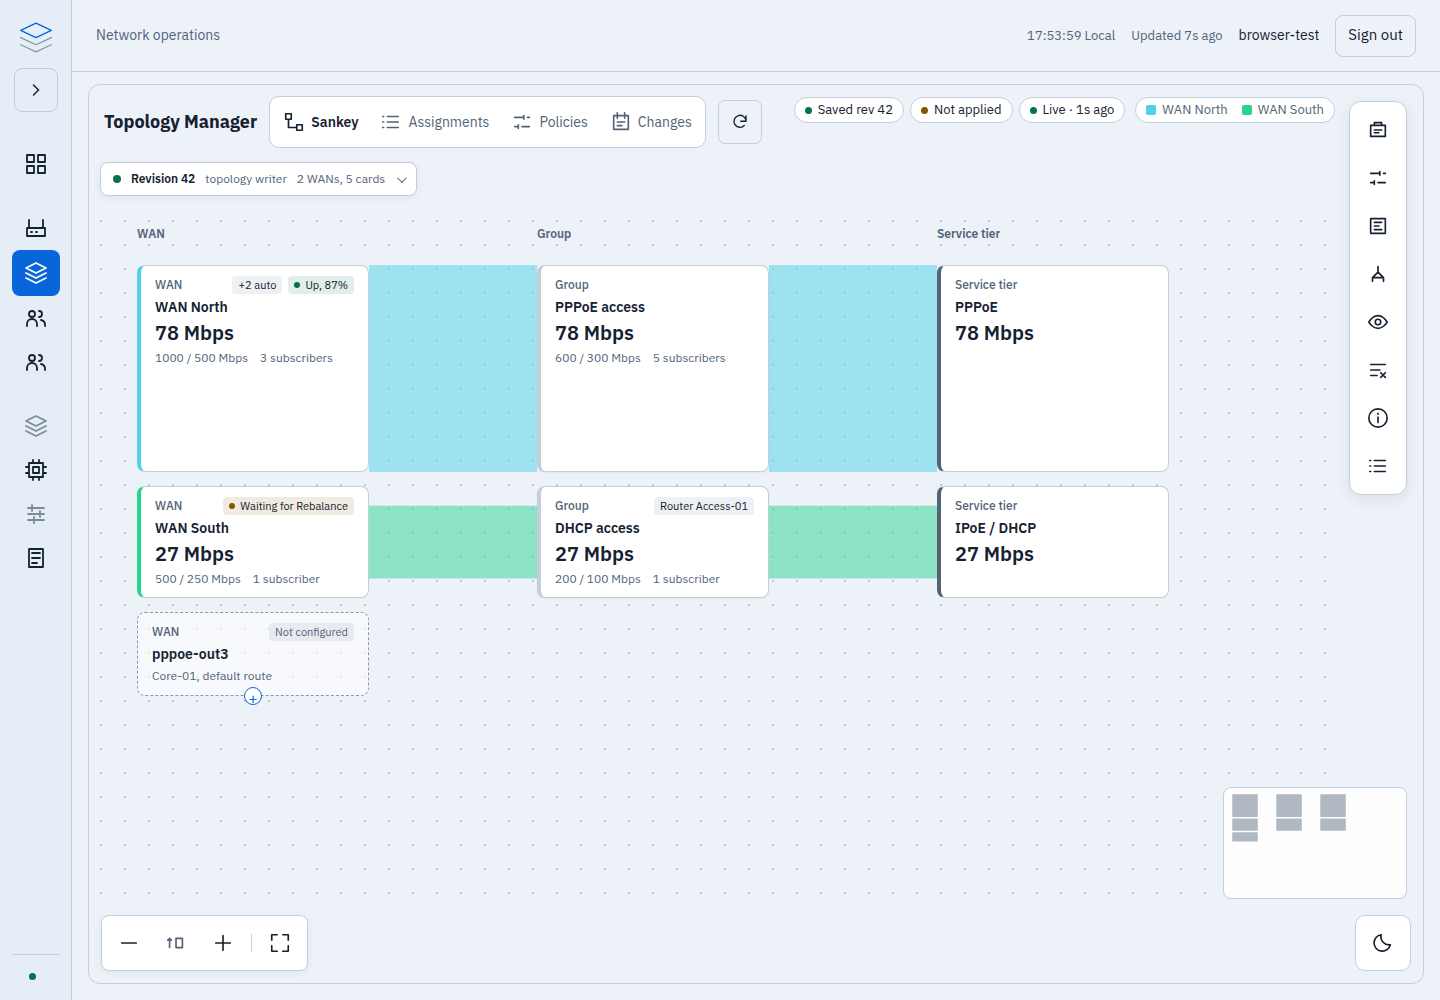 Network operations
17:53:59 Local Updated 7s ago browser-test Sign out
Topology Manager Sankey Assignments Policies Changes
Saved rev 42 Not applied Live · 1s ago WAN North WAN South
Revision 42 topology writer 2 WANs, 5 cards
WAN Group Service tier
WAN +2 auto Up, 87%
WAN North
78 Mbps
1000 / 500 Mbps 3 subscribers
Group
PPPoE access
78 Mbps
600 / 300 Mbps 5 subscribers
Service tier
PPPoE
78 Mbps
WAN Waiting for Rebalance
WAN South
27 Mbps
500 / 250 Mbps 1 subscriber
Group Router Access-01
DHCP access
27 Mbps
200 / 100 Mbps 1 subscriber
Service tier
IPoE / DHCP
27 Mbps
WAN Not configured
pppoe-out3
Core-01, default route